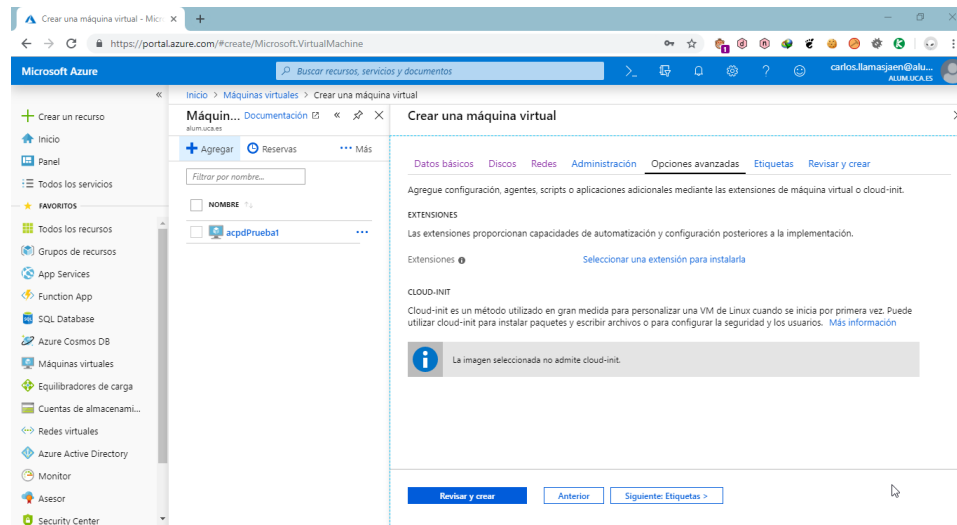 Crear una máquina virtual - Micr
https://portal.azure.com/#create/Microsoft.VirtualMachine
Microsoft Azure
Buscar recursos, servicios y documentos
carlos.llamasjaen@alu...
ALUM.UCA.ES
Inicio > Máquinas virtuales > Crear una máquina virtual
Crear un recurso
Inicio
Panel
Todos los servicios
FAVORITOS
Todos los recursos
Grupos de recursos
App Services
Function App
SQL Database
Azure Cosmos DB
Máquinas virtuales
Equilibradores de carga
Cuentas de almacenami...
Redes virtuales
Azure Active Directory
Monitor
Asesor
Security Center
Máquin... Documentación
alum.uca.es
Agregar Reservas Más
Filtrar por nombre...
NOMBRE
acpdPrueba1
Crear una máquina virtual
Datos básicos Discos Redes Administración Opciones avanzadas Etiquetas Revisar y crear
Agregue configuración, agentes, scripts o aplicaciones adicionales mediante las extensiones de máquina virtual o cloud-init.
EXTENSIONES
Las extensiones proporcionan capacidades de automatización y configuración posteriores a la implementación.
Extensiones Seleccionar una extensión para instalarla
CLOUD-INIT
Cloud-init es un método utilizado en gran medida para personalizar una VM de Linux cuando se inicia por primera vez. Puede
utilizar cloud-init para instalar paquetes y escribir archivos o para configurar la seguridad y los usuarios. Más información
La imagen seleccionada no admite cloud-init.
Revisar y crear Anterior Siguiente: Etiquetas >